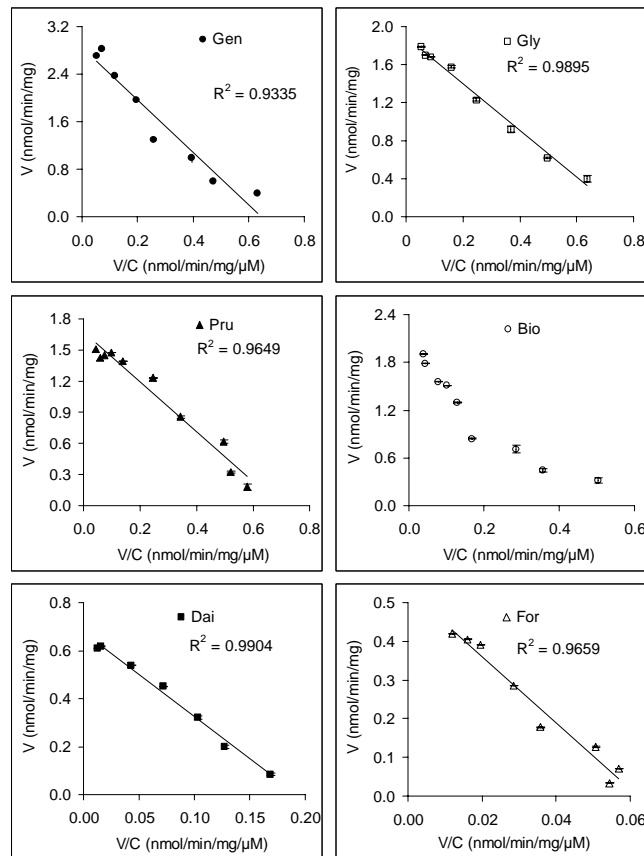 Gen
R² = 0.9335
3.2
2.4
1.6
0.8
0.0
0.0 0.2 0.4 0.6 0.8
V (nmol/min/mg)
V/C (nmol/min/mg/µM)
Gly
R² = 0.9895
2.0
1.6
1.2
0.8
0.4
0.0
0 0.2 0.4 0.6 0.8
V (nmol/min/mg)
V/C (nmol/min/mg/µM)
Pru
R² = 0.9649
1.8
1.5
1.2
0.9
0.6
0.3
0.0
0.0 0.2 0.4 0.6 0.8
V (nmol/min/mg)
V/C (nmol/min/mg/µM)
Bio
2.4
1.8
1.2
0.6
0.0
0 0.2 0.4 0.6
V (nmol/min/mg)
V/C (nmol/min/mg/µM)
Dai
R² = 0.9904
0.8
0.6
0.4
0.2
0.0
0.00 0.05 0.10 0.15 0.20
V (nmol/min/mg)
V/C (nmol/min/mg/µM)
For
R² = 0.9659
0.5
0.4
0.3
0.2
0.1
0.0
0.00 0.02 0.04 0.06
V (nmol/min/mg)
V/C (nmol/min/mg/µM)